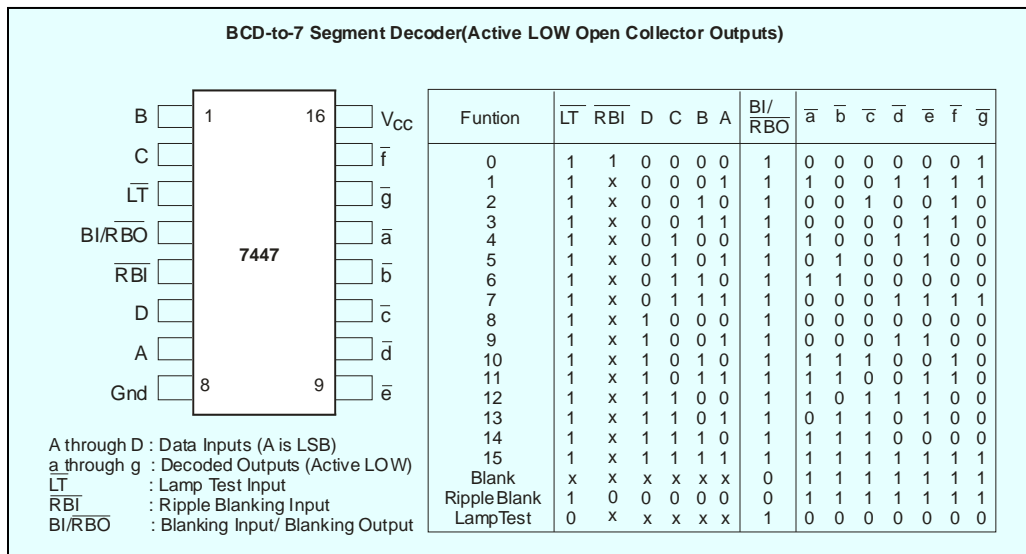 BCD-to-7 Segment Decoder(Active LOW Open Collector Outputs)
B 1 16 VCC
C f̅
L̅T̅ g̅
BI/R̅B̅O̅ a̅
7447
R̅B̅I̅ b̅
D c̅
A d̅
Gnd 8 9 e̅
A through D : Data Inputs (A is LSB)
a through g : Decoded Outputs (Active LOW)
L̅T̅ : Lamp Test Input
R̅B̅I̅ : Ripple Blanking Input
BI/R̅B̅O̅ : Blanking Input/ Blanking Output
Funtion L̅T̅ R̅B̅I̅ D C B A BI/R̅B̅O̅ a̅ b̅ c̅ d̅ e̅ f̅ g̅
0 1 1 0 0 0 0 1 0 0 0 0 0 0 1
1 1 x 0 0 0 1 1 1 0 0 1 1 1 1
2 1 x 0 0 1 0 1 0 0 1 0 0 1 0
3 1 x 0 0 1 1 1 0 0 0 0 1 1 0
4 1 x 0 1 0 0 1 1 0 0 1 1 0 0
5 1 x 0 1 0 1 1 0 1 0 0 1 0 0
6 1 x 0 1 1 0 1 1 1 0 0 0 0 0
7 1 x 0 1 1 1 1 0 0 0 1 1 1 1
8 1 x 1 0 0 0 1 0 0 0 0 0 0 0
9 1 x 1 0 0 1 1 0 0 0 1 1 0 0
10 1 x 1 0 1 0 1 1 1 1 0 0 1 0
11 1 x 1 0 1 1 1 1 1 0 0 1 1 0
12 1 x 1 1 0 0 1 1 0 1 1 1 0 0
13 1 x 1 1 0 1 1 0 1 1 0 1 0 0
14 1 x 1 1 1 0 1 1 1 1 0 0 0 0
15 1 x 1 1 1 1 1 1 1 1 1 1 1 1
Blank x x x x x x 0 1 1 1 1 1 1 1
Ripple Blank 1 0 0 0 0 0 0 1 1 1 1 1 1 1
Lamp Test 0 x x x x x 1 0 0 0 0 0 0 0